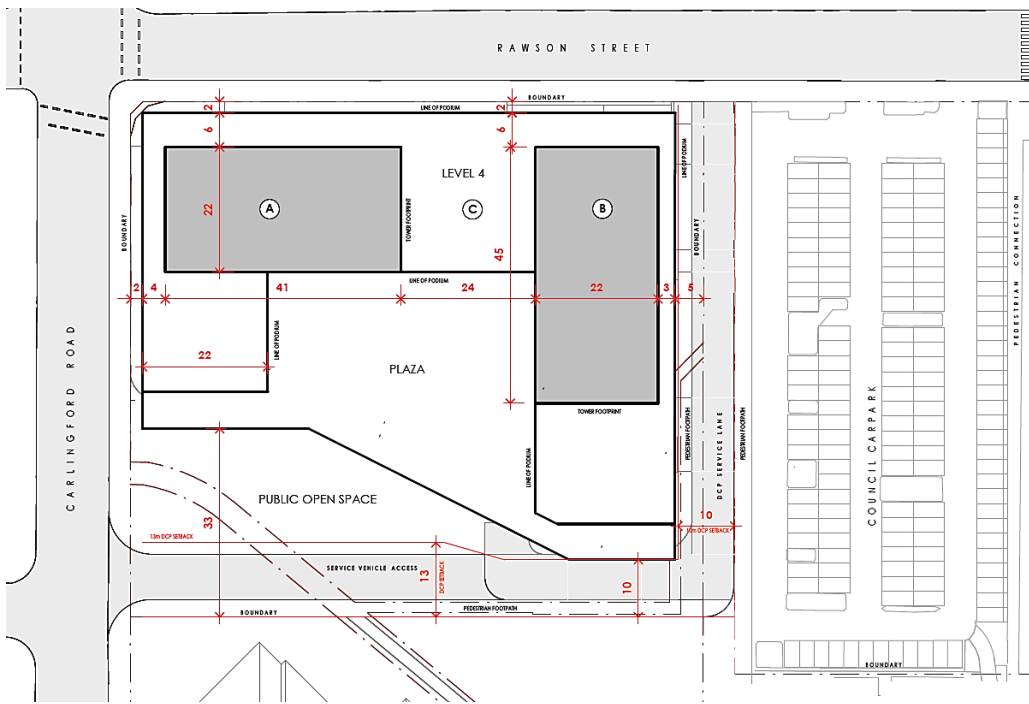 RAWSON STREET
BOUNDARY
LINE OF PODIUM
2
2
6
6
LEVEL 4
22
A
C
B
TOWER FOOTPRINT
LINE OF PODIUM
BOUNDARY
BOUNDARY
PEDESTRIAN CONNECTION
45
LINE OF PODIUM
2
4
41
24
22
3
5
22
LINE OF PODIUM
PLAZA
CARLINGFORD ROAD
TOWER FOOTPRINT
PEDESTRIAN FOOTPATH
DCP SERVICE LANE
PEDESTRIAN FOOTPATH
COUNCIL CARPARK
LINE OF PODIUM
PUBLIC OPEN SPACE
33
10
10m DCP SETBACK
13m DCP SETBACK
SERVICE VEHICLE ACCESS
13
DCP SETBACK
10
PEDESTRIAN FOOTPATH
BOUNDARY
BOUNDARY